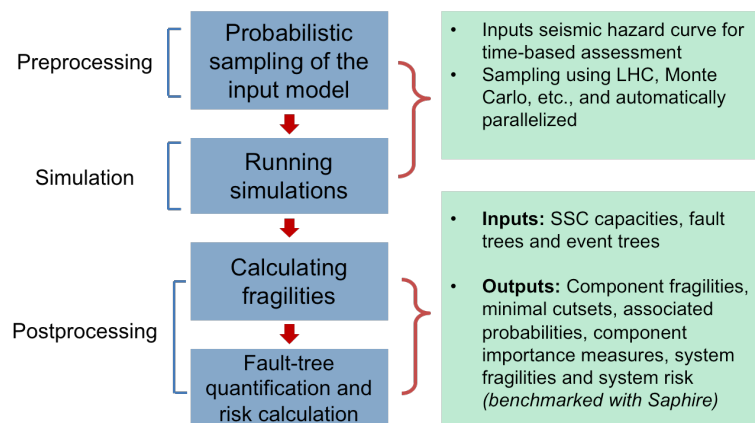 Preprocessing
Probabilistic
sampling of the
input model
• Inputs seismic hazard curve for
time-based assessment
• Sampling using LHC, Monte
Carlo, etc., and automatically
parallelized
Simulation
Running
simulations
Postprocessing
Calculating
fragilities
Fault-tree
quantification and
risk calculation
• Inputs: SSC capacities, fault
trees and event trees
• Outputs: Component fragilities,
minimal cutsets, associated
probabilities, component
importance measures, system
fragilities and system risk
(benchmarked with Saphire)